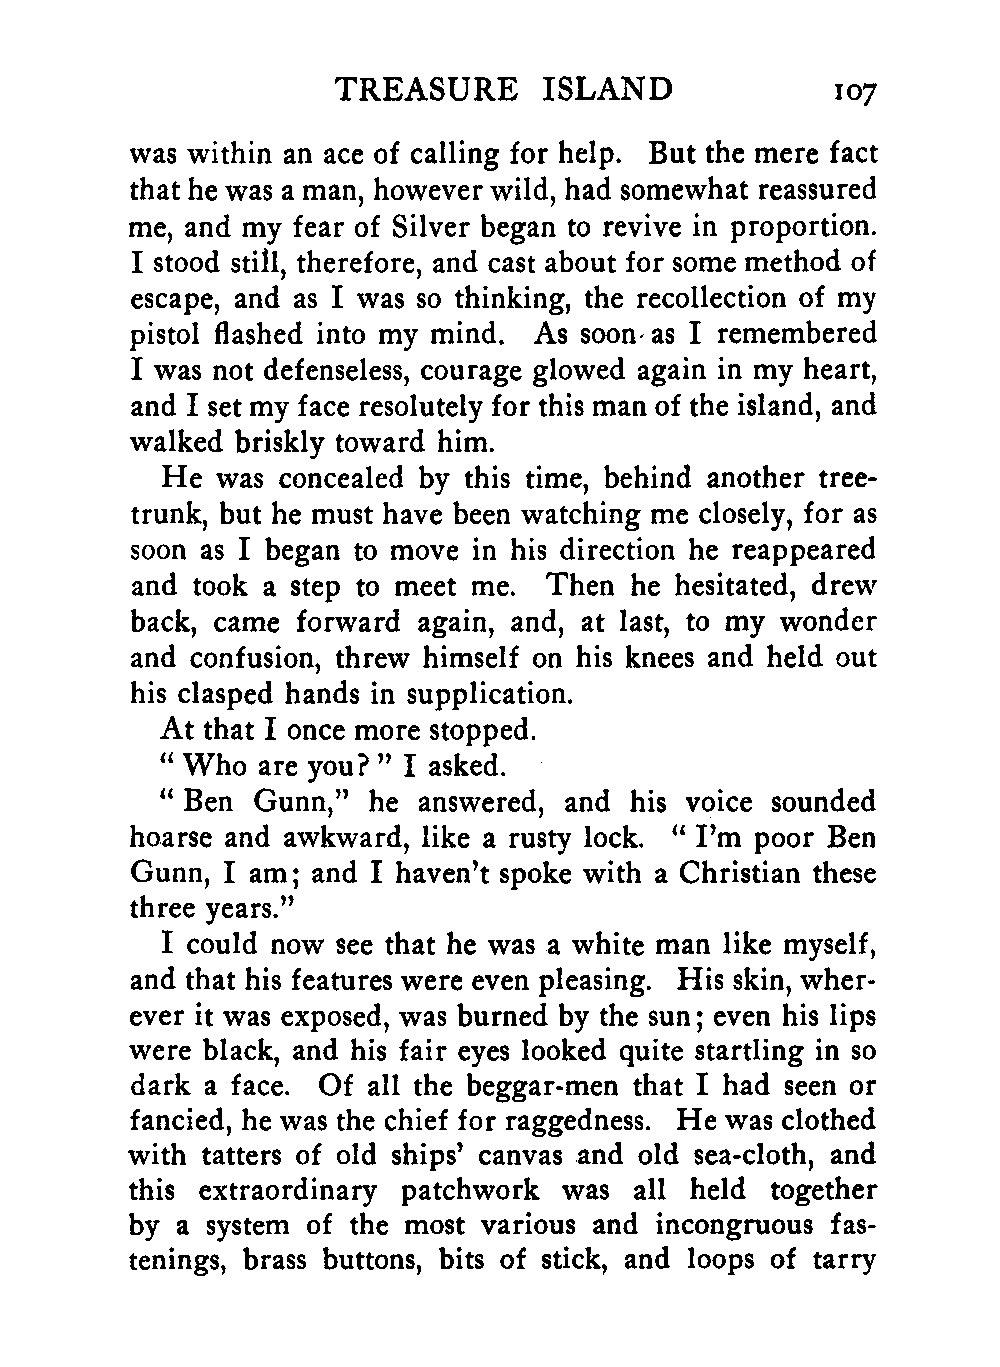 TREASURE ISLAND 107
was within an ace of calling for help. But the mere fact
that he was a man, however wild, had somewhat reassured
me, and my fear of Silver began to revive in proportion.
I stood still, therefore, and cast about for some method of
escape, and as I was so thinking, the recollection of my
pistol flashed into my mind. As soon as I remembered
I was not defenseless, courage glowed again in my heart,
and I set my face resolutely for this man of the island, and
walked briskly toward him.
He was concealed by this time, behind another tree-
trunk, but he must have been watching me closely, for as
soon as I began to move in his direction he reappeared
and took a step to meet me. Then he hesitated, drew
back, came forward again, and, at last, to my wonder
and confusion, threw himself on his knees and held out
his clasped hands in supplication.
At that I once more stopped.
“ Who are you? ” I asked.
“ Ben Gunn,” he answered, and his voice sounded
hoarse and awkward, like a rusty lock. “ I’m poor Ben
Gunn, I am; and I haven’t spoke with a Christian these
three years.”
I could now see that he was a white man like myself,
and that his features were even pleasing. His skin, wher-
ever it was exposed, was burned by the sun; even his lips
were black, and his fair eyes looked quite startling in so
dark a face. Of all the beggar-men that I had seen or
fancied, he was the chief for raggedness. He was clothed
with tatters of old ships’ canvas and old sea-cloth, and
this extraordinary patchwork was all held together
by a system of the most various and incongruous fas-
tenings, brass buttons, bits of stick, and loops of tarry